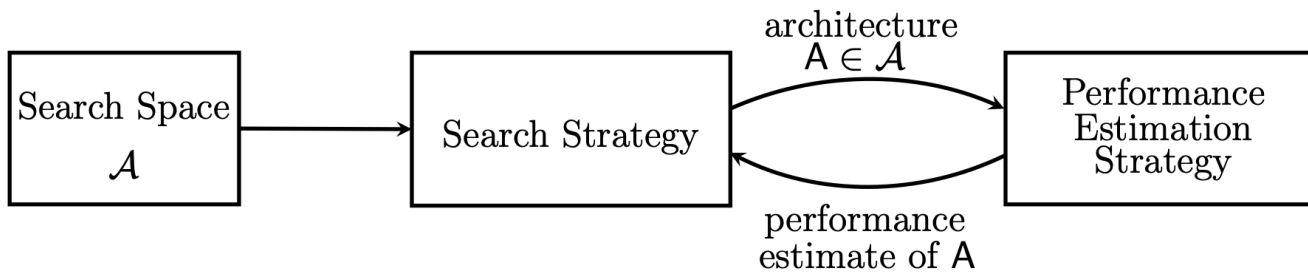 Search Space
𝒜
Search Strategy
architecture
A ∈ 𝒜
performance
estimate of A
Performance
Estimation
Strategy